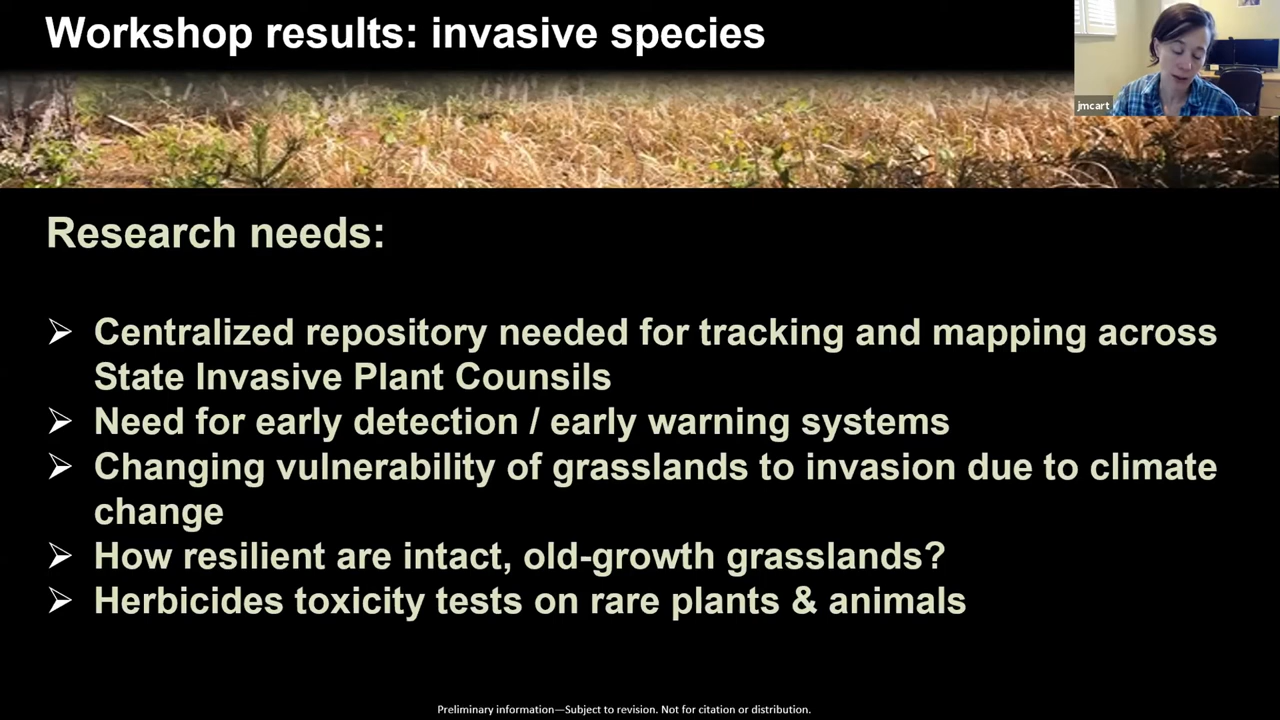 Workshop results: invasive species
jmcart
Research needs:
➢ Centralized repository needed for tracking and mapping across
State Invasive Plant Counsils
➢ Need for early detection / early warning systems
➢ Changing vulnerability of grasslands to invasion due to climate
change
➢ How resilient are intact, old-growth grasslands?
➢ Herbicides toxicity tests on rare plants & animals
Preliminary information—Subject to revision. Not for citation or distribution.